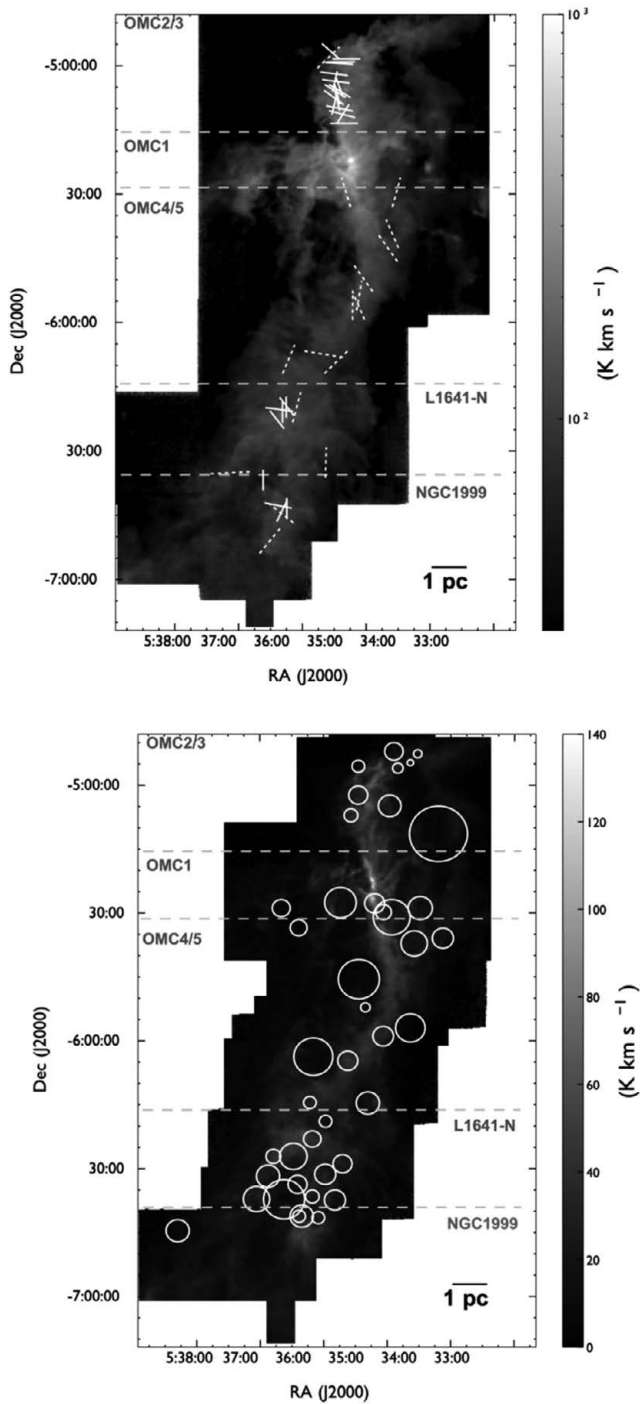 OMC2/3
-5:00:00
OMC1
30:00
OMC4/5
-6:00:00
L1641-N
30:00
NGC1999
-7:00:00
1 pc
5:38:00 37:00 36:00 35:00 34:00 33:00
RA (J2000)
Dec (J2000)
10³
10²
(K km s ⁻¹)
OMC2/3
-5:00:00
OMC1
30:00
OMC4/5
-6:00:00
L1641-N
30:00
NGC1999
-7:00:00
1 pc
5:38:00 37:00 36:00 35:00 34:00 33:00
RA (J2000)
Dec (J2000)
140
120
100
80
60
40
20
0
(K km s ⁻¹)